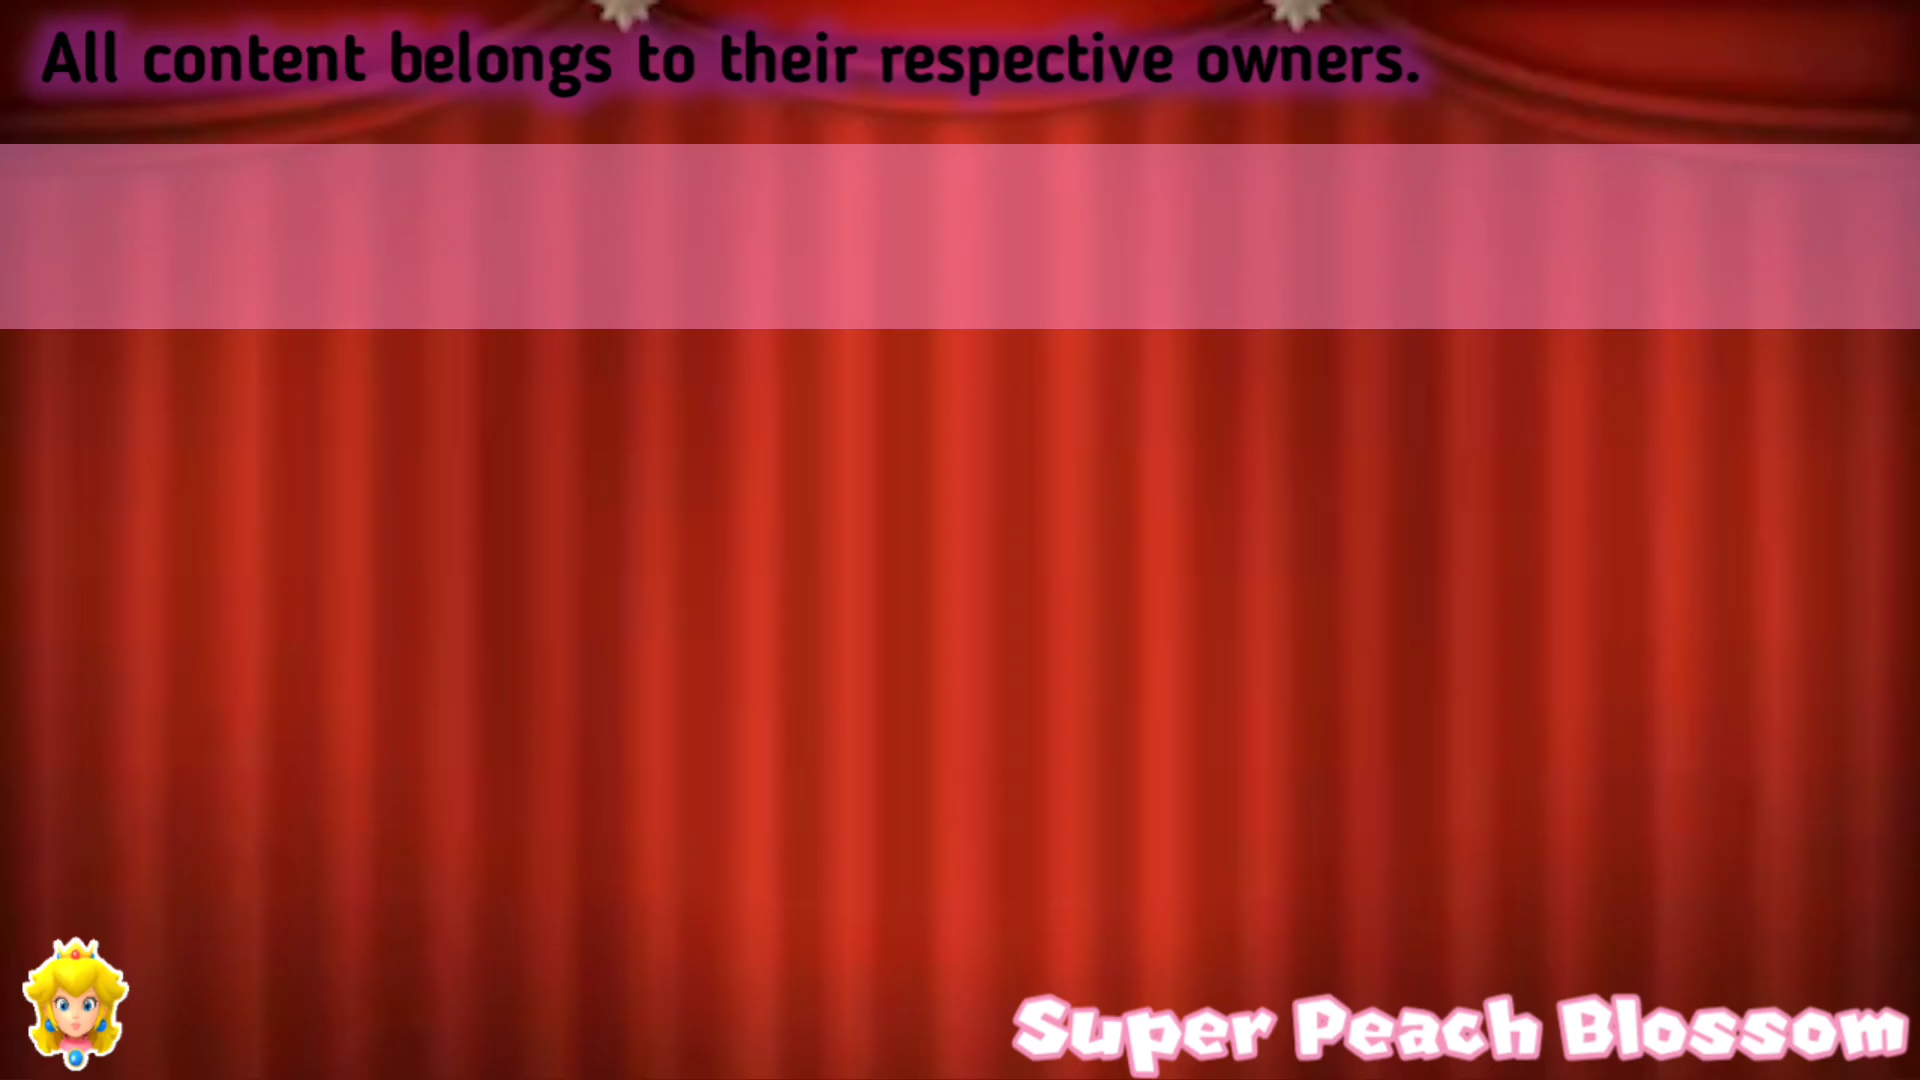 All content belongs to their respective owners.
Super Peach Blossom